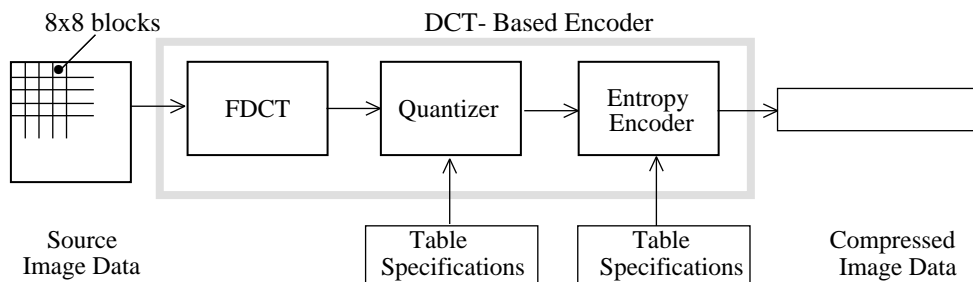 8x8 blocks
DCT- Based Encoder
FDCT
Quantizer
Entropy
Encoder
Source
Image Data
Table
Specifications
Table
Specifications
Compressed
Image Data